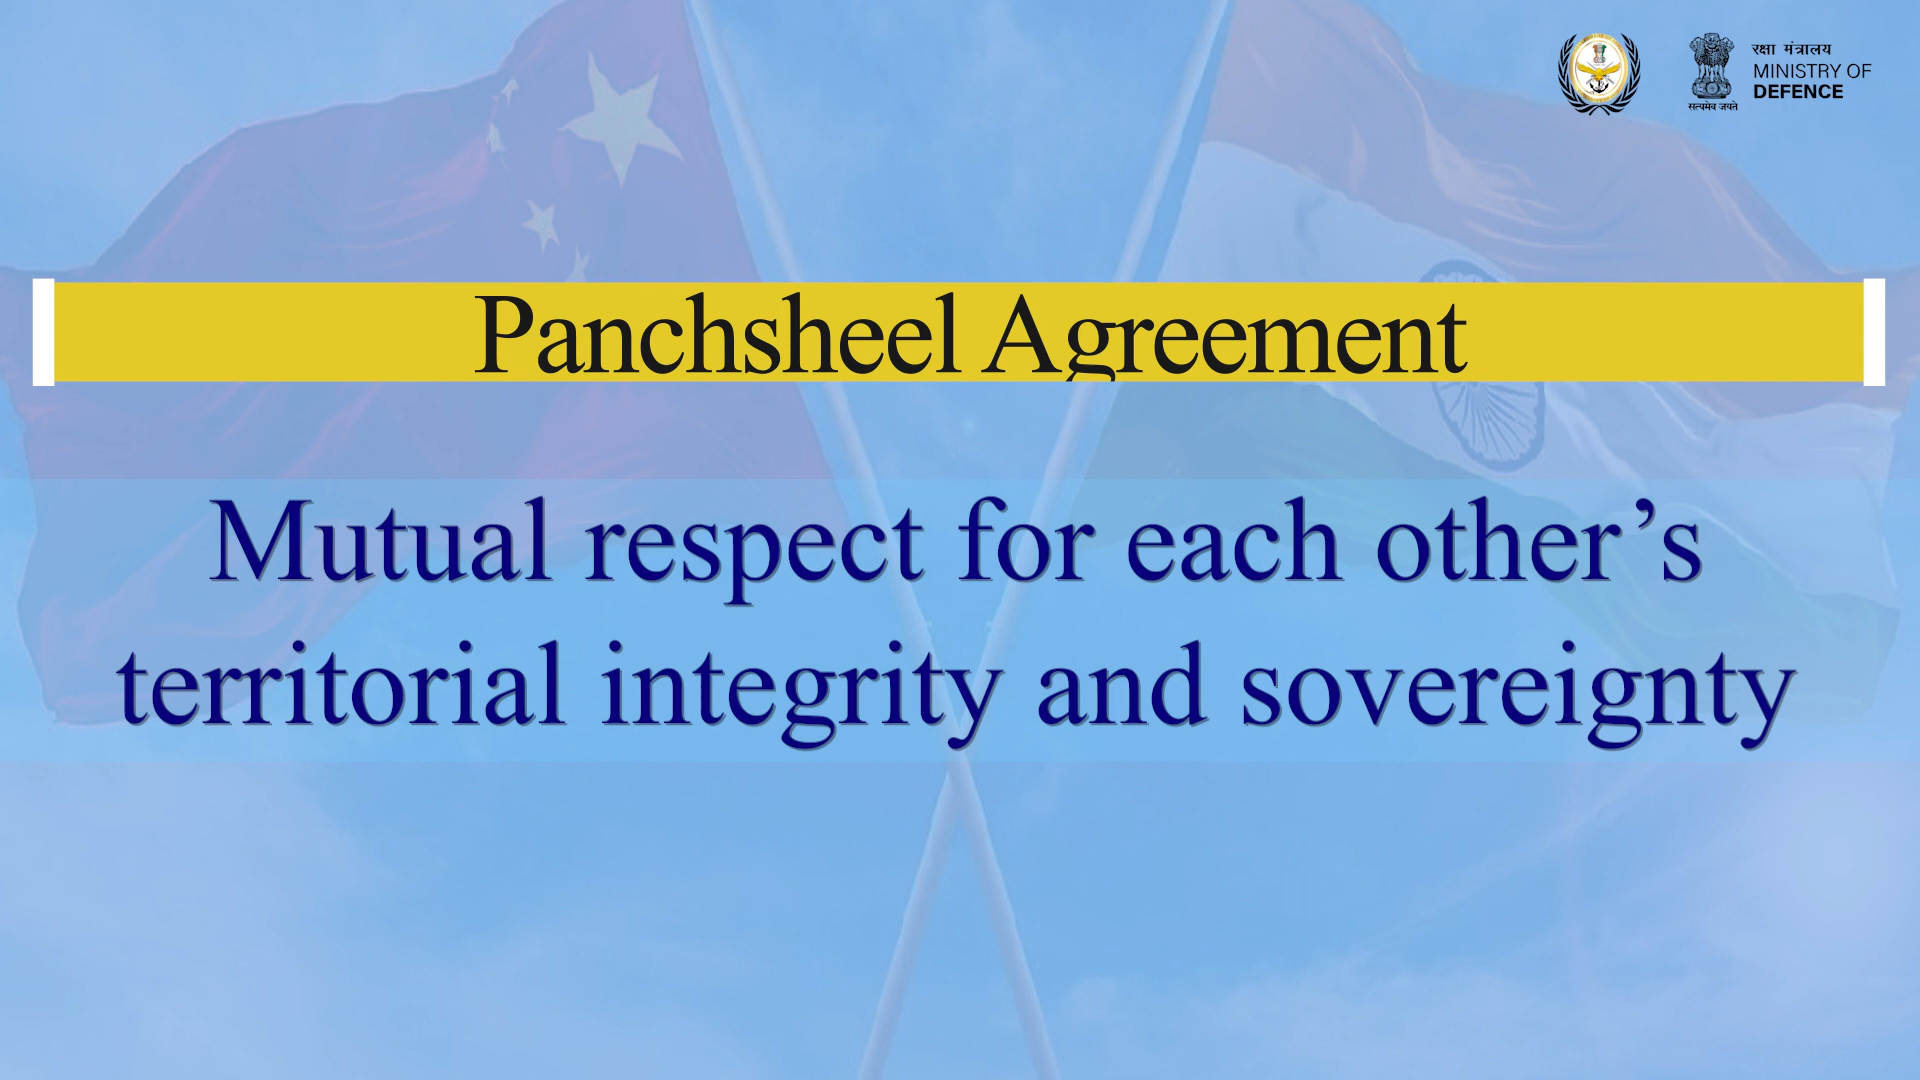 रक्षा मंत्रालय
MINISTRY OF
DEFENCE
सत्यमेव जयते
Panchsheel Agreement
Mutual respect for each other’s
territorial integrity and sovereignty